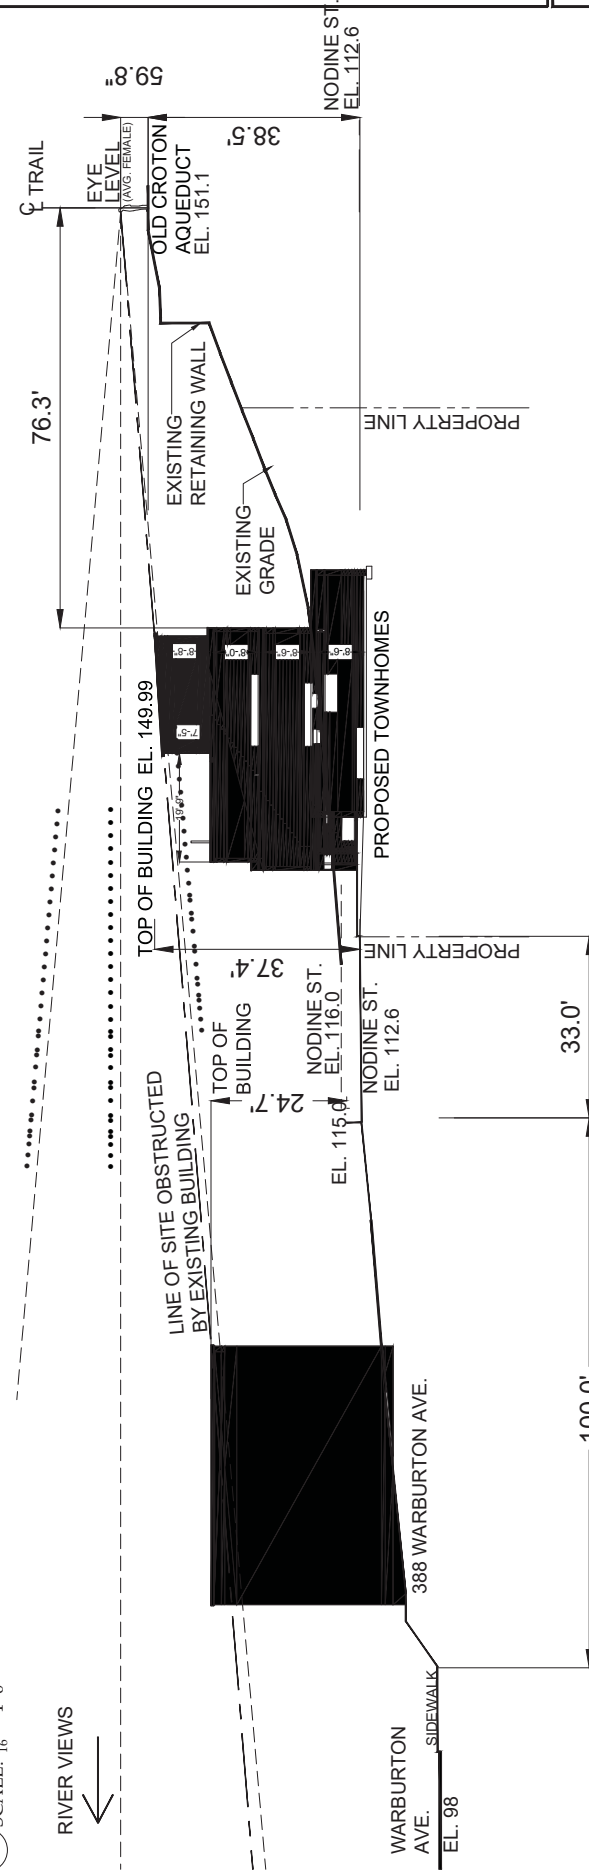 SCALE:
RIVER VIEWS
WARBURTON
AVE.
EL. 98
SIDEWALK
388 WARBURTON AVE.
100.0'
LINE OF SITE OBSTRUCTED
BY EXISTING BUILDING
TOP OF
BUILDING
24.7'
EL. 115.0
NODINE ST.
EL. 116.0
NODINE ST.
EL. 112.6
33.0'
37.4'
PROPERTY LINE
TOP OF BUILDING EL. 149.99
7'-5"
8'-8"
8'-0"
8'-6"
8'-6"
PROPOSED TOWNHOMES
76.3'
EXISTING
GRADE
EXISTING
RETAINING WALL
PROPERTY LINE
TRAIL
EYE
LEVEL
(AVG. FEMALE)
OLD CROTON
AQUEDUCT
EL. 151.1
59.8"
38.5'
NODINE ST.
EL. 112.6